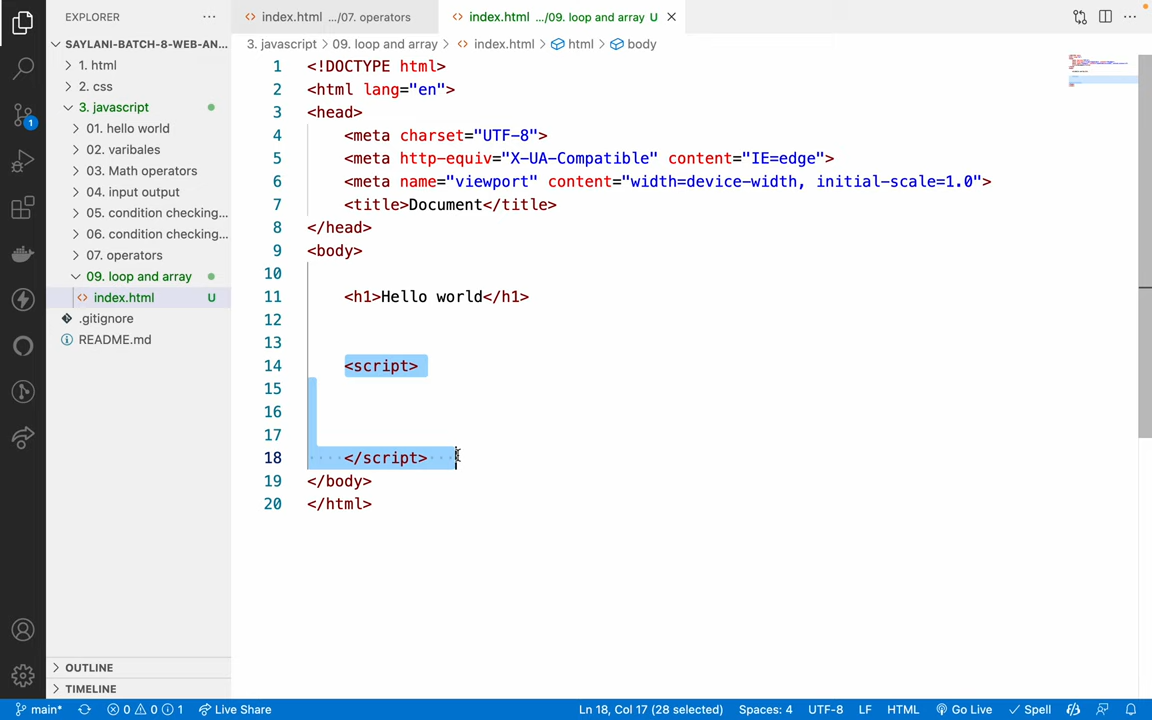 EXPLORER ...
SAYLANI-BATCH-8-WEB-AN...
1. html
2. css
3. javascript
01. hello world
02. varibales
03. Math operators
04. input output
05. condition checking...
06. condition checking...
07. operators
09. loop and array
index.html U
.gitignore
README.md
OUTLINE
TIMELINE
index.html .../07. operators
index.html .../09. loop and array U
3. javascript > 09. loop and array > index.html > html > body
1 <!DOCTYPE html>
2 <html lang="en">
3 <head>
4 <meta charset="UTF-8">
5 <meta http-equiv="X-UA-Compatible" content="IE=edge">
6 <meta name="viewport" content="width=device-width, initial-scale=1.0">
7 <title>Document</title>
8 </head>
9 <body>
10
11 <h1>Hello world</h1>
12
13
14 <script>
15
16
17
18 </script>
19 </body>
20 </html>
1
main* 0 0 1 Live Share Ln 18, Col 17 (28 selected) Spaces: 4 UTF-8 LF HTML Go Live Spell